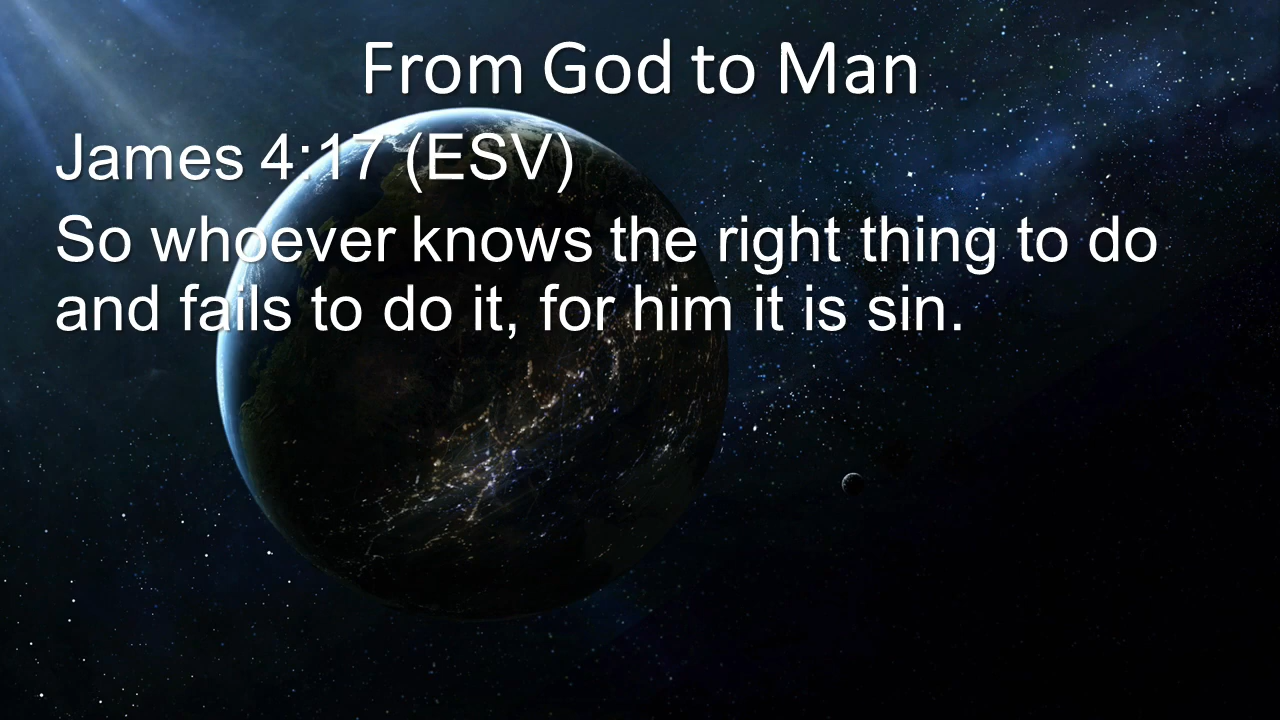 From God to Man
James 4:17 (ESV)
So whoever knows the right thing to do
and fails to do it, for him it is sin.